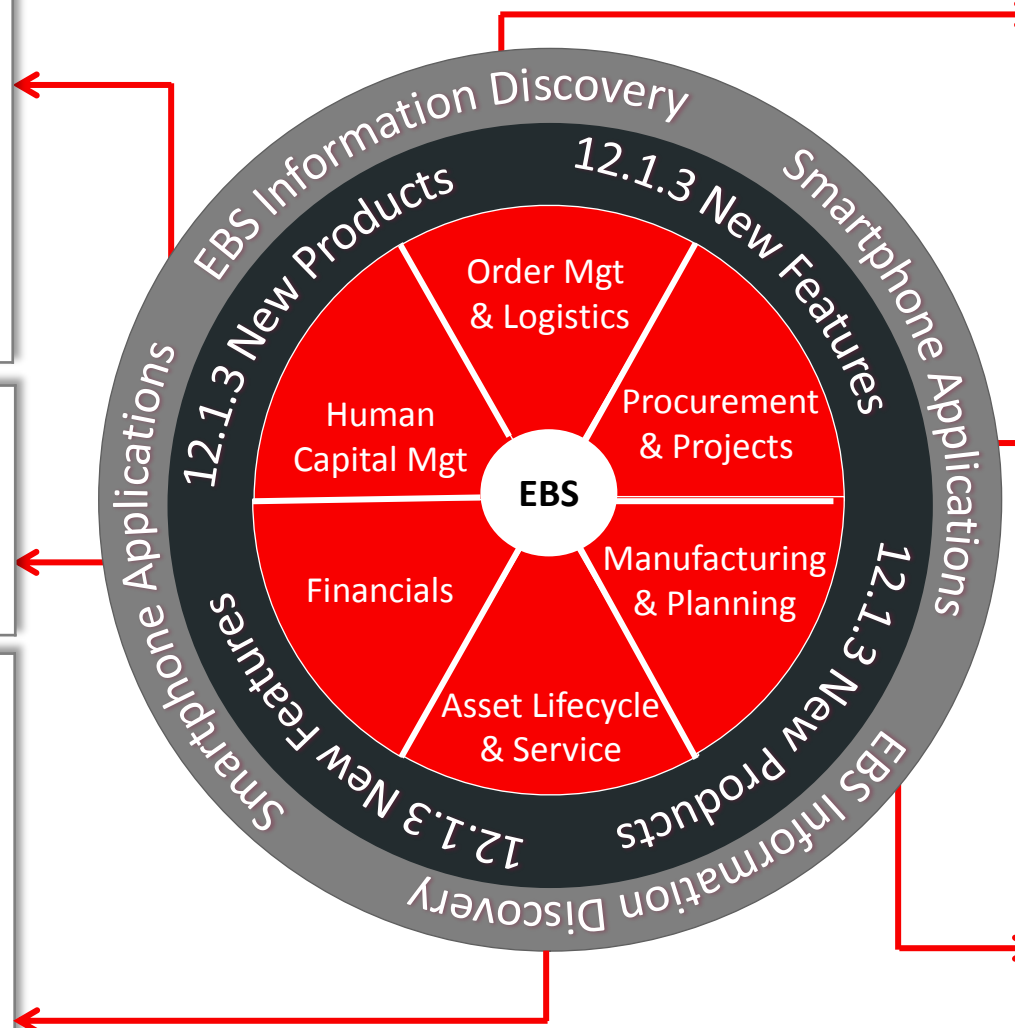 EBS Information Discovery
Smartphone Applications
12.1.3 New Products
12.1.3 New Features
Order Mgt
& Logistics
Procurement
& Projects
Human
Capital Mgt
EBS
Manufacturing
& Planning
Financials
Asset Lifecycle
& Service
12.1.3 New Features
12.1.3 New Products
Smartphone Applications
EBS Information Discovery